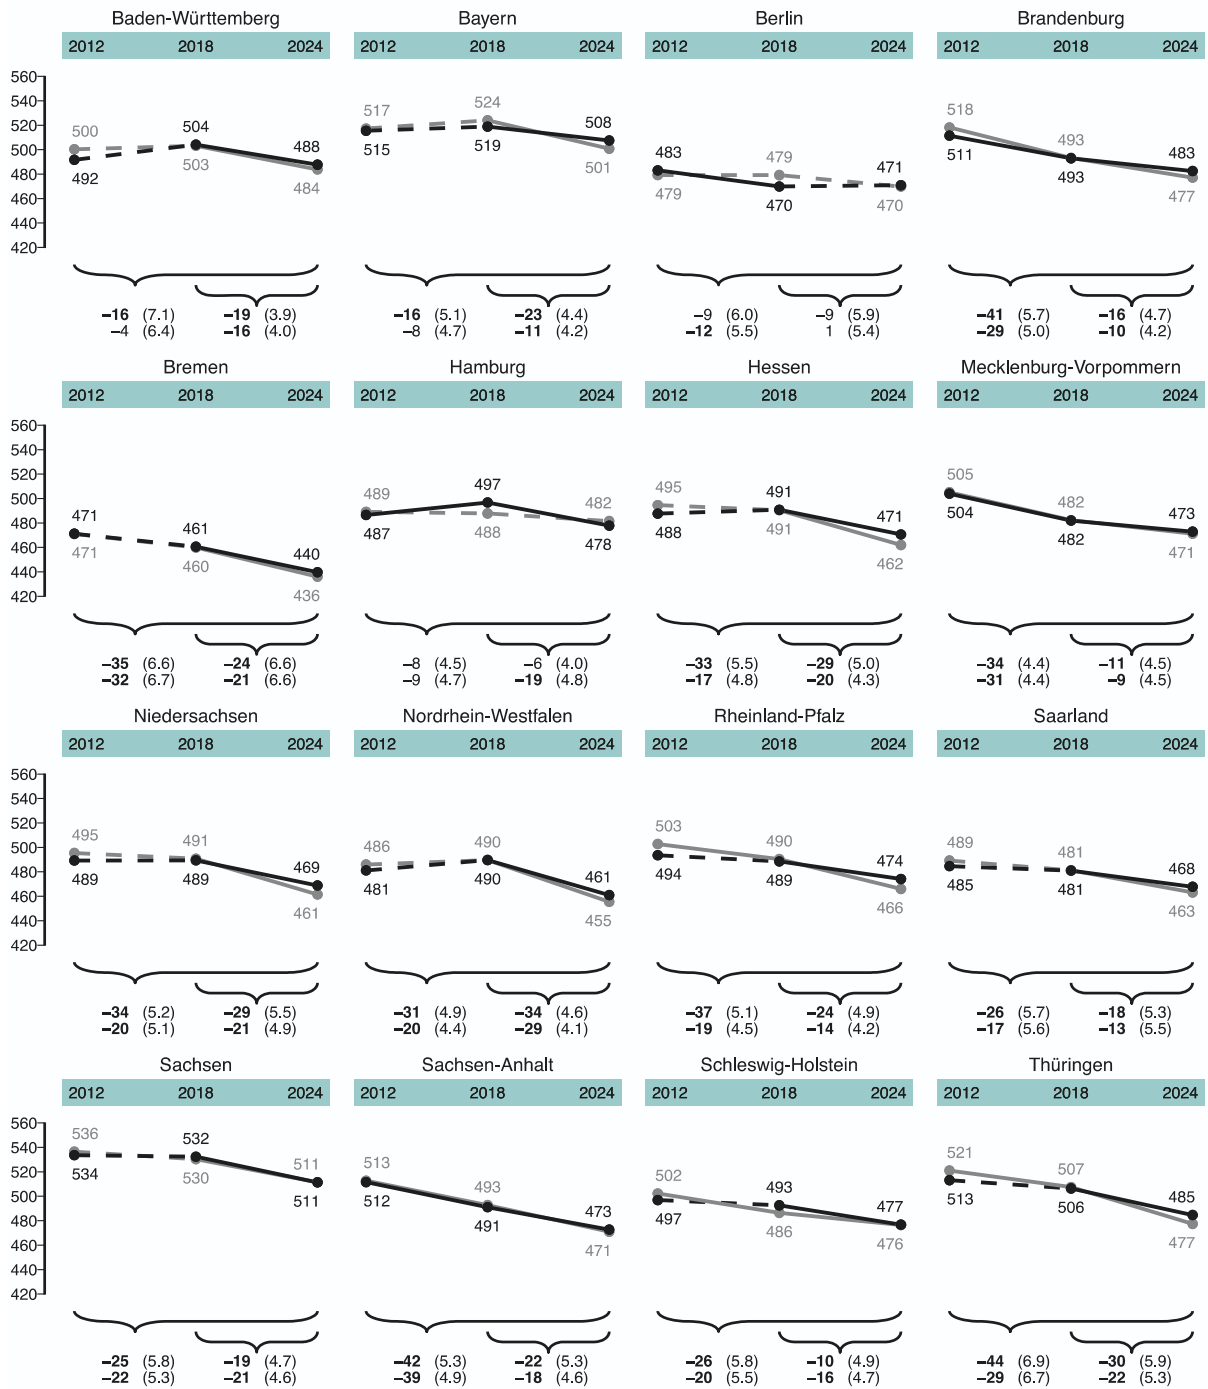 Baden-Württemberg Bayern Berlin Brandenburg
2012 2018 2024 2012 2018 2024 2012 2018 2024 2012 2018 2024
560
540
520
500
480
460
440
420
500 504 488
492 503 484
517 524 508
515 519 501
483 479 471
479 470 470
518 493 483
511 493 477
–16 (7.1) –19 (3.9) –16 (5.1) –23 (4.4) –9 (6.0) –9 (5.9) –41 (5.7) –16 (4.7)
–4 (6.4) –16 (4.0) –8 (4.7) –11 (4.2) –12 (5.5) 1 (5.4) –29 (5.0) –10 (4.2)
Bremen Hamburg Hessen Mecklenburg-Vorpommern
2012 2018 2024 2012 2018 2024 2012 2018 2024 2012 2018 2024
560
540
520
500
480
460
440
420
471 461 440
471 460 436
489 497 482
487 488 478
495 491 471
488 491 462
505 482 473
504 482 471
–35 (6.6) –24 (6.6) –8 (4.5) –6 (4.0) –33 (5.5) –29 (5.0) –34 (4.4) –11 (4.5)
–32 (6.7) –21 (6.6) –9 (4.7) –19 (4.8) –17 (4.8) –20 (4.3) –31 (4.4) –9 (4.5)
Niedersachsen Nordrhein-Westfalen Rheinland-Pfalz Saarland
2012 2018 2024 2012 2018 2024 2012 2018 2024 2012 2018 2024
560
540
520
500
480
460
440
420
495 491 469
489 489 461
486 490 461
481 490 455
503 490 474
494 489 466
489 481 468
485 481 463
–34 (5.2) –29 (5.5) –31 (4.9) –34 (4.6) –37 (5.1) –24 (4.9) –26 (5.7) –18 (5.3)
–20 (5.1) –21 (4.9) –20 (4.4) –29 (4.1) –19 (4.5) –14 (4.2) –17 (5.6) –13 (5.5)
Sachsen Sachsen-Anhalt Schleswig-Holstein Thüringen
2012 2018 2024 2012 2018 2024 2012 2018 2024 2012 2018 2024
560
540
520
500
480
460
440
420
536 532 511
534 530 511
513 493 473
512 491 471
502 493 477
497 486 476
521 507 485
513 506 477
–25 (5.8) –19 (4.7) –42 (5.3) –22 (5.3) –26 (5.8) –10 (4.9) –44 (6.9) –30 (5.9)
–22 (5.3) –21 (4.6) –39 (4.9) –18 (4.6) –20 (5.5) –16 (4.7) –29 (6.7) –22 (5.3)